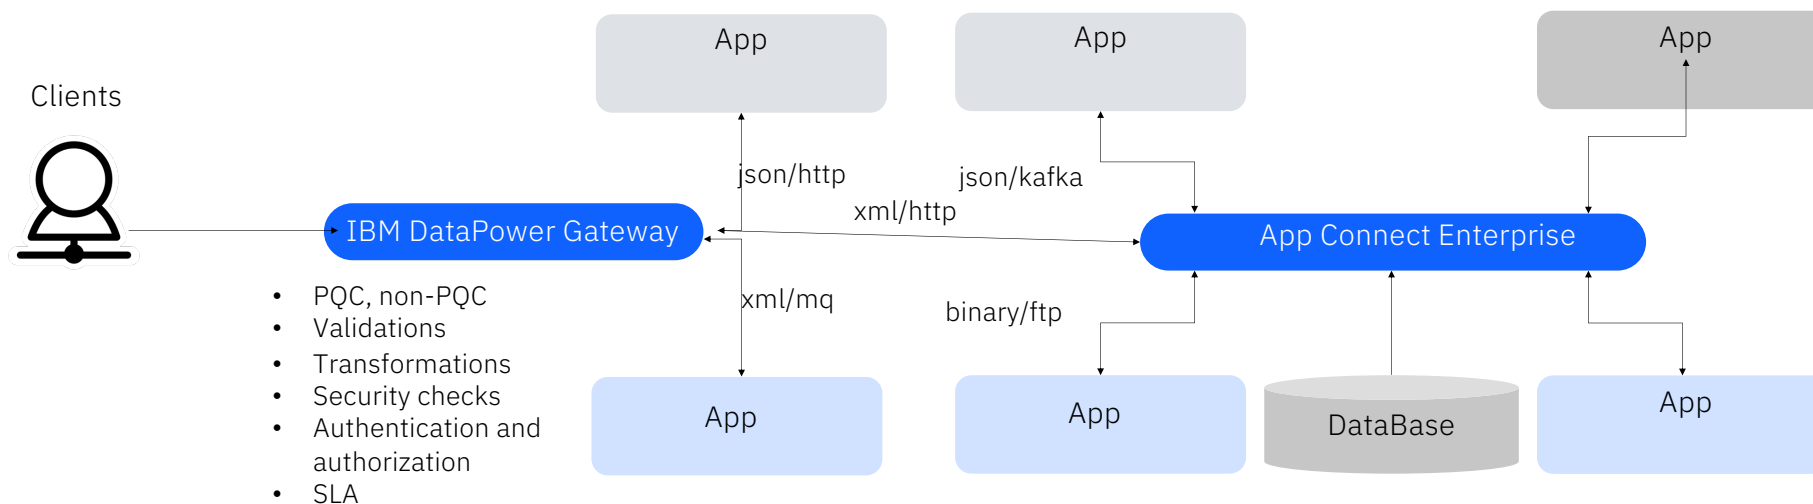 App
App
App
Clients
json/http
json/kafka
xml/http
IBM DataPower Gateway
App Connect Enterprise
• PQC, non-PQC
• Validations
• Transformations
• Security checks
• Authentication and
authorization
• SLA
xml/mq
binary/ftp
App
App
DataBase
App